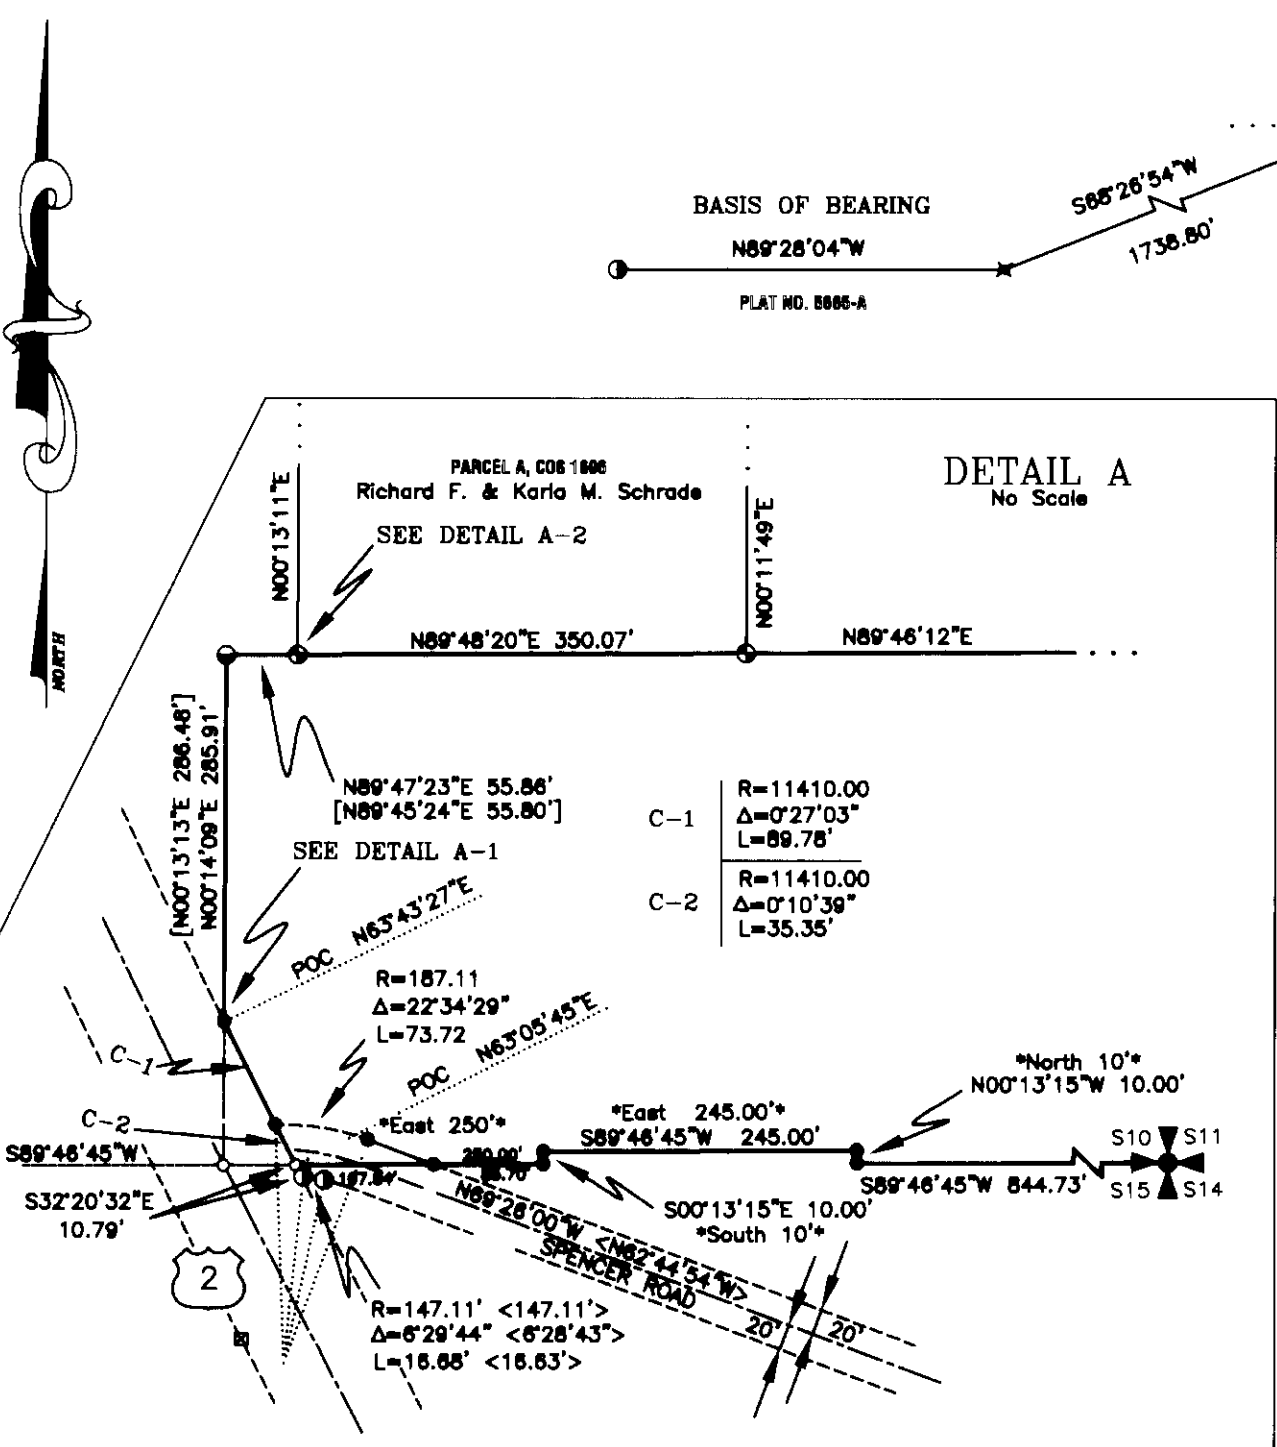 BASIS OF BEARING
N89°28'04"W
PLAT NO. 5665-A
S88°26'54"W
1738.80'
NORTH
DETAIL A
No Scale
PARCEL A, COS 1696
Richard F. & Karla M. Schrade
SEE DETAIL A-2
N00°13'11"E
N00°11'49"E
N89°48'20"E 350.07'
N89°46'12"E
[N00°13'13"E 286.48']
N00°14'09"E 285.91'
N89°47'23"E 55.86'
[N89°45'24"E 55.80']
SEE DETAIL A-1
C-1
R=11410.00
Δ=0°27'03"
L=89.78'
C-2
R=11410.00
Δ=0°10'39"
L=35.35'
POC N63°43'27"E
R=187.11
Δ=22°34'29"
L=73.72
POC N63°05'45"E
C-1
C-2
*East 250'*
*East 245.00'*
S89°46'45"W 245.00'
*North 10'*
N00°13'15"W 10.00'
S10 S11
S15 S14
S89°46'45"W
250.00'
S89°46'45"W 844.73'
S32°20'32"E
10.79'
S00°13'15"E 10.00'
*South 10'*
N69°28'00"W <N62°44'54"W>
SPENCER ROAD
20' 20'
2
R=147.11' <147.11'>
Δ=6°29'44" <6°28'43">
L=16.68' <16.63'>